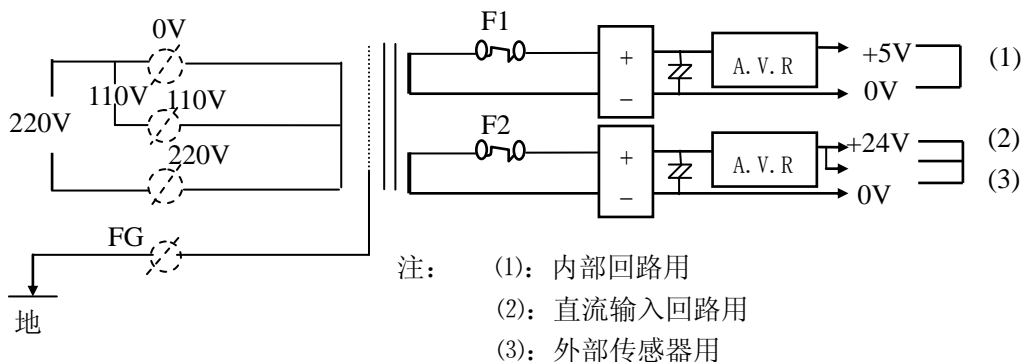 0V
F1
+5V
(1)
A.V.R
+
−
0V
110V
110V
220V
220V
F2
+24V
(2)
A.V.R
+
−
(3)
0V
FG
地
注: ⑴: 内部回路用
⑵: 直流输入回路用
⑶: 外部传感器用